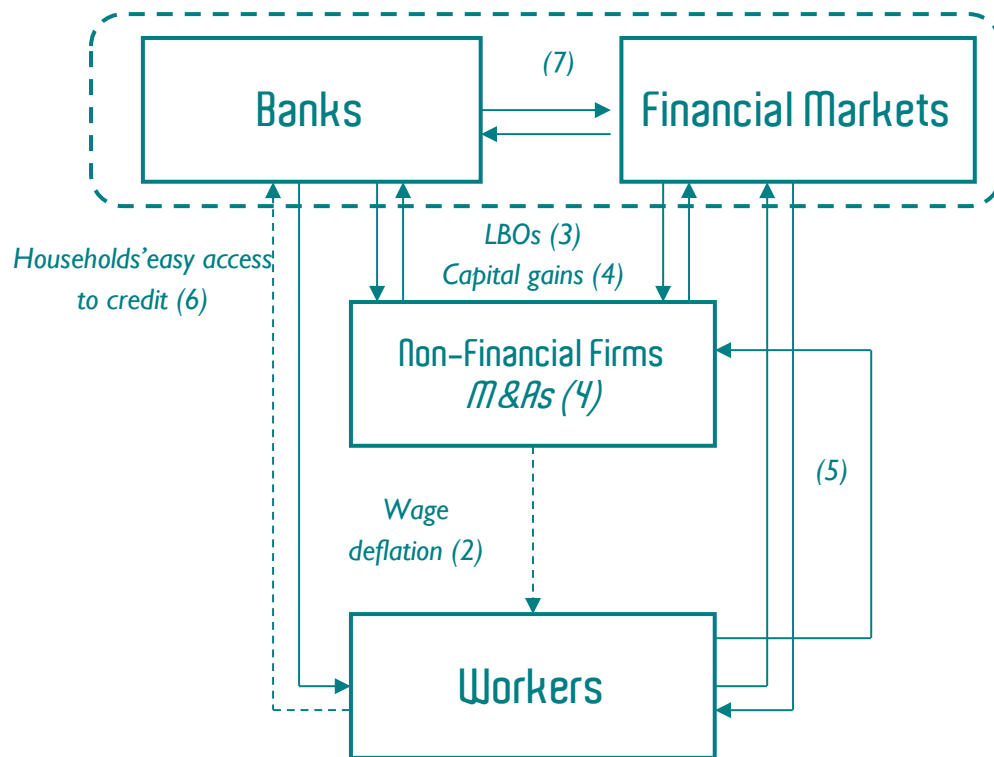 (7)
Banks
Financial Markets
LBOs (3)
Capital gains (4)
Households’easy access
to credit (6)
Non-Financial Firms
M&As (4)
(5)
Wage
deflation (2)
Workers